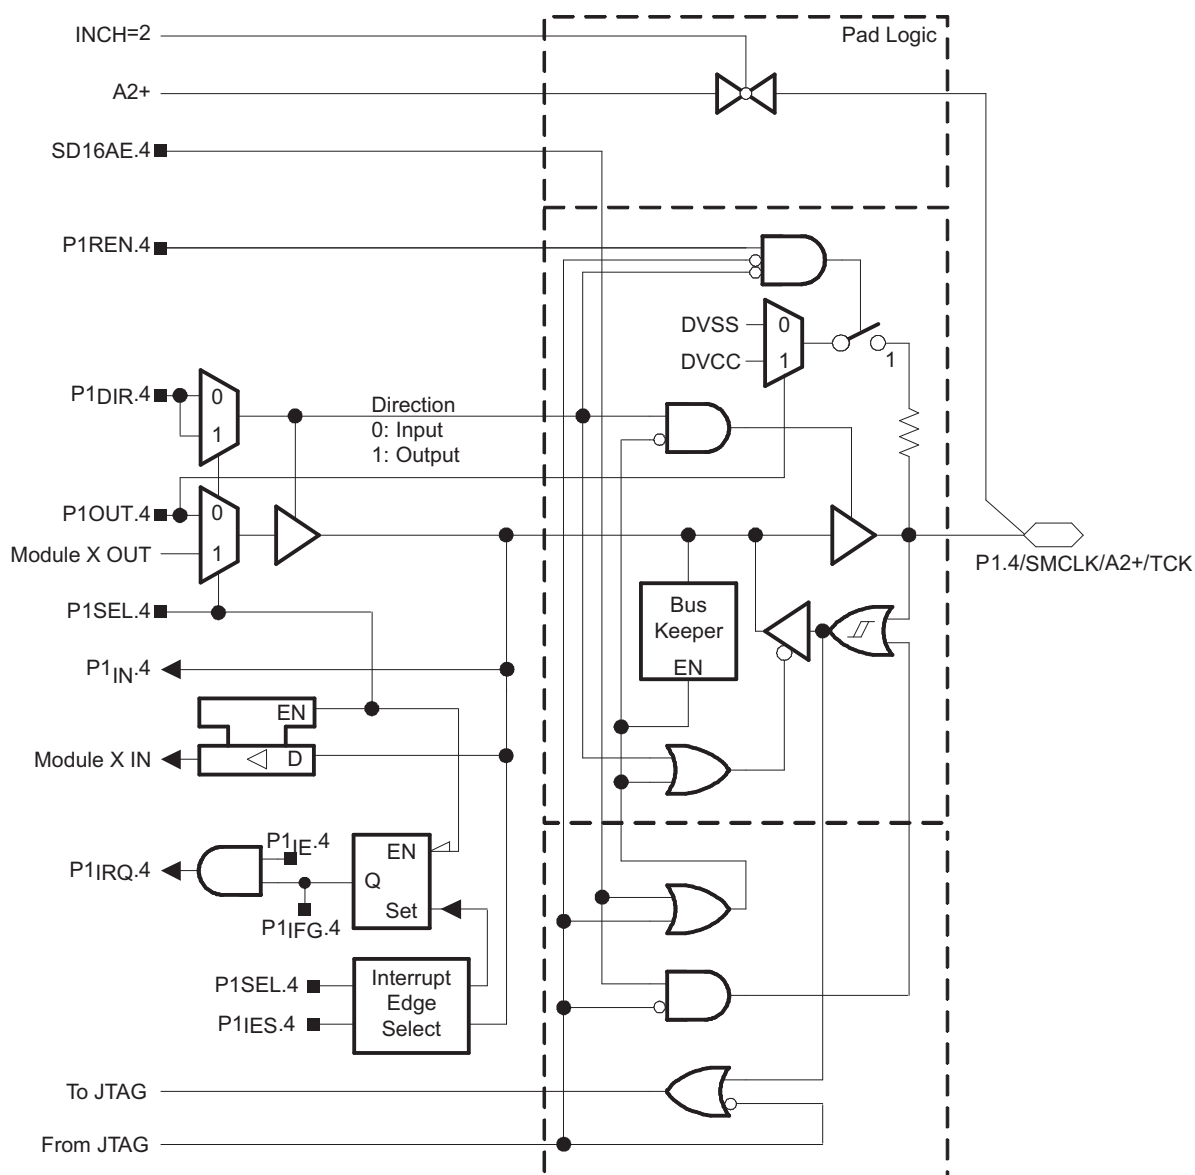 INCH=2
Pad Logic
A2+
SD16AE.4
P1REN.4
DVSS
0
DVCC
1
1
P1DIR.4
0
1
Direction
0: Input
1: Output
P1OUT.4
0
Module X OUT
1
P1.4/SMCLK/A2+/TCK
P1SEL.4
Bus
Keeper
EN
P1IN.4
EN
Module X IN
D
P1IE.4
P1IRQ.4
EN
Q
Set
P1IFG.4
P1SEL.4
P1IES.4
Interrupt
Edge
Select
To JTAG
From JTAG